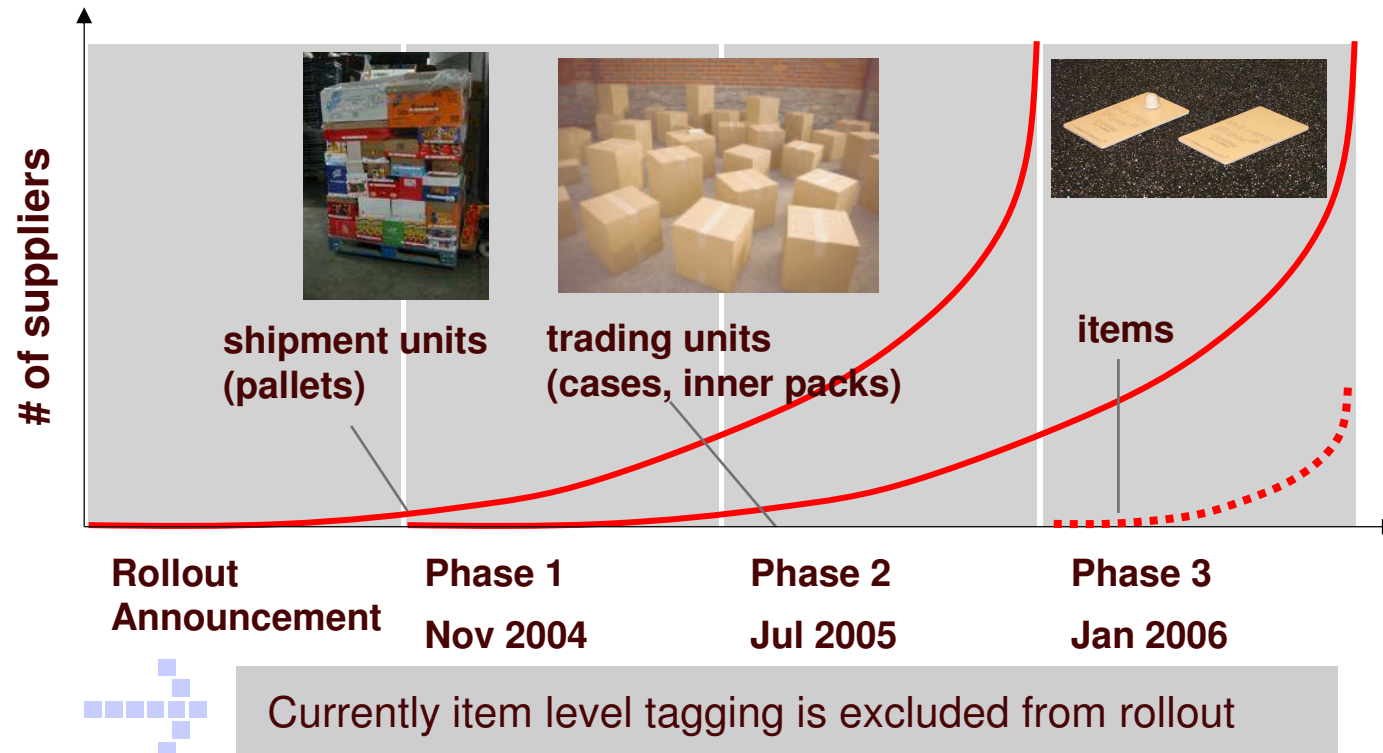 # of suppliers
shipment units
(pallets)
trading units
(cases, inner packs)
items
Rollout
Announcement
Phase 1
Nov 2004
Phase 2
Jul 2005
Phase 3
Jan 2006
Currently item level tagging is excluded from rollout